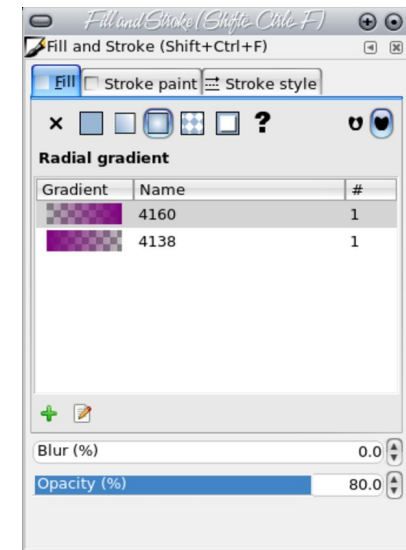 Fill and Stroke (Shift+Ctrl+F)
Fill and Stroke (Shift+Ctrl+F)
Fill Stroke paint Stroke style
?
Radial gradient
Gradient Name #
4160 1
4138 1
Blur (%) 0.0
Opacity (%) 80.0